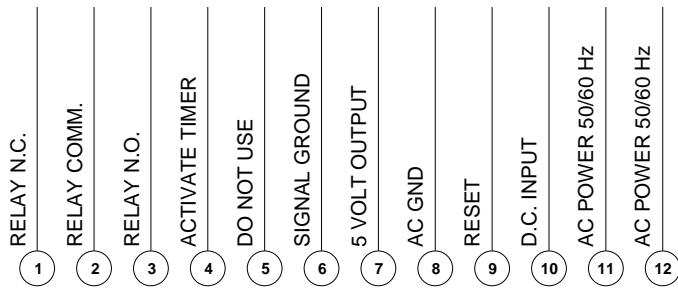 RELAY N.C.
RELAY COMM.
RELAY N.O.
ACTIVATE TIMER
DO NOT USE
SIGNAL GROUND
5 VOLT OUTPUT
AC GND
RESET
D.C. INPUT
AC POWER 50/60 Hz
AC POWER 50/60 Hz
1 2 3 4 5 6 7 8 9 10 11 12